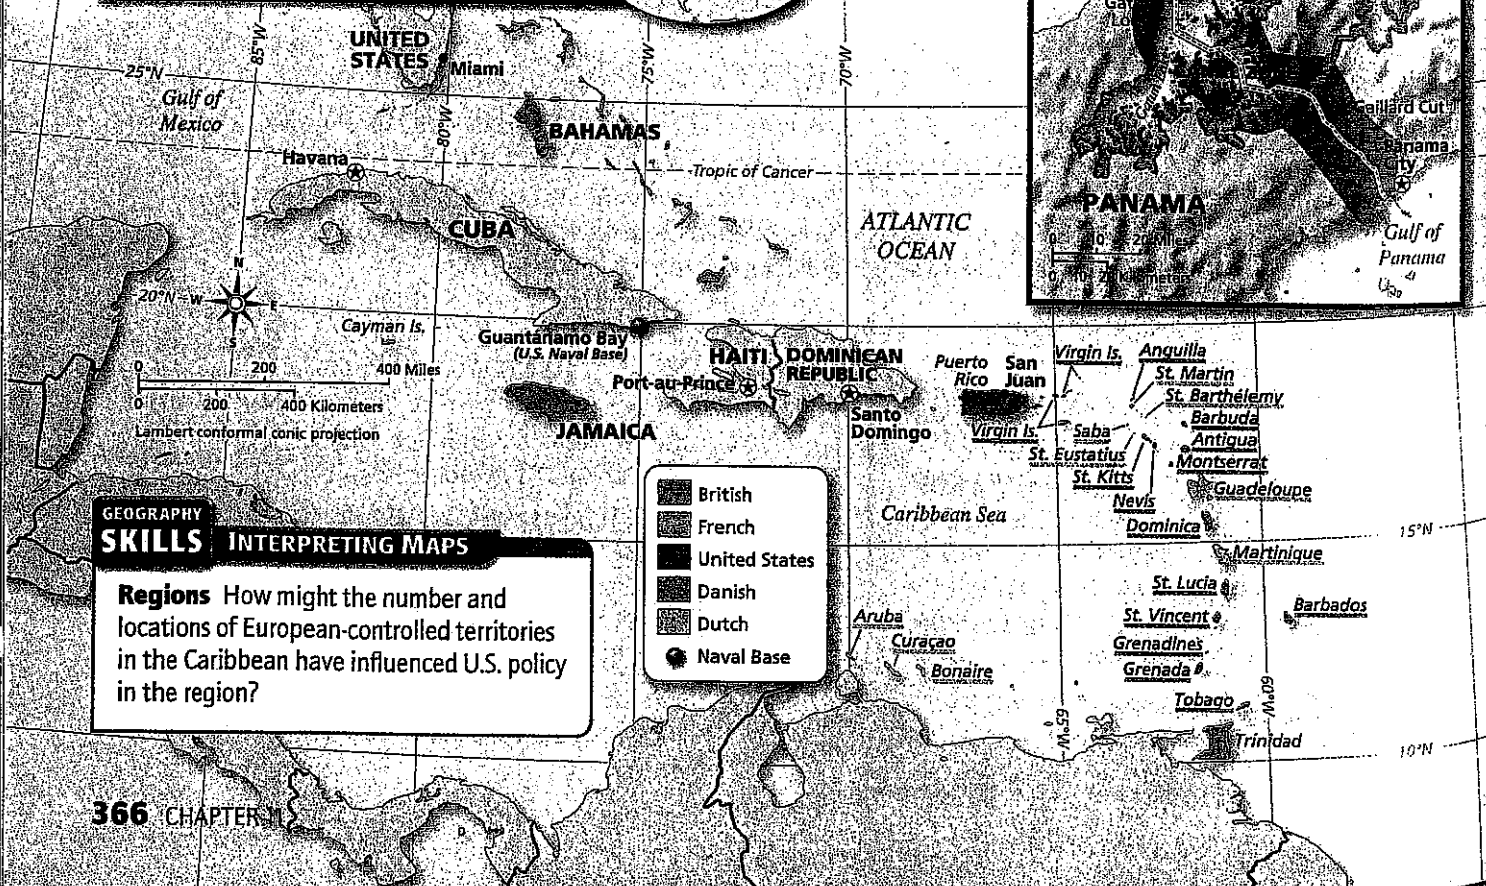 UNITED
STATES
Miami
85°W
80°W
75°W
70°W
25°N
Gulf of
Mexico
BAHAMAS
Havana
Tropic of Cancer
CUBA
ATLANTIC
OCEAN
N
W
E
S
20°N
Cayman Is.
Guantánamo Bay
(U.S. Naval Base)
0 200 400 Miles
0 200 400 Kilometers
Lambert conformal conic projection
HAITI
DOMINICAN
REPUBLIC
Port-au-Prince
Santo
Domingo
JAMAICA
Puerto
Rico
San
Juan
Virgin Is.
Virgin Is.
Anguilla
St. Martin
St. Barthélemy
Saba
Barbuda
Antigua
St. Eustatius
Montserrat
St. Kitts
Guadeloupe
Nevis
Dominica
Caribbean Sea
15°N
Martinique
St. Lucia
Barbados
St. Vincent
Grenadines
Grenada
Tobago
Trinidad
65°W
60°W
10°N
Aruba
Curaçao
Bonaire
British
French
United States
Danish
Dutch
Naval Base
Gaillard Cut
Panama
City
PANAMA
Gulf of
Panama
GEOGRAPHY
SKILLS INTERPRETING MAPS
Regions How might the number and
locations of European-controlled territories
in the Caribbean have influenced U.S. policy
in the region?
366 CHAPTER 11